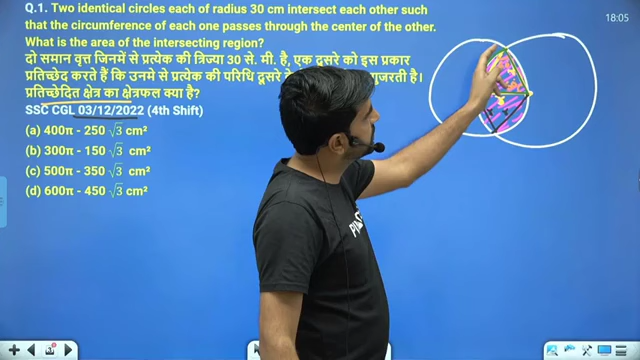 Q.1. Two identical circles each of radius 30 cm intersect each other such
that the circumference of each one passes through the center of the other.
What is the area of the intersecting region?
दो समान वृत्त जिनमें से प्रत्येक की त्रिज्या 30 से. मी. है, एक दूसरे को इस प्रकार
प्रतिच्छेद करते हैं कि उनमे से प्रत्येक की परिधि दूसरे के गुजरती है।
प्रतिच्छेदित क्षेत्र का क्षेत्रफल क्या है?
SSC CGL 03/12/2022 (4th Shift)
(a) 400π - 250 √3 cm²
(b) 300π - 150 √3 cm²
(c) 500π - 350 √3 cm²
(d) 600π - 450 √3 cm²
18:05